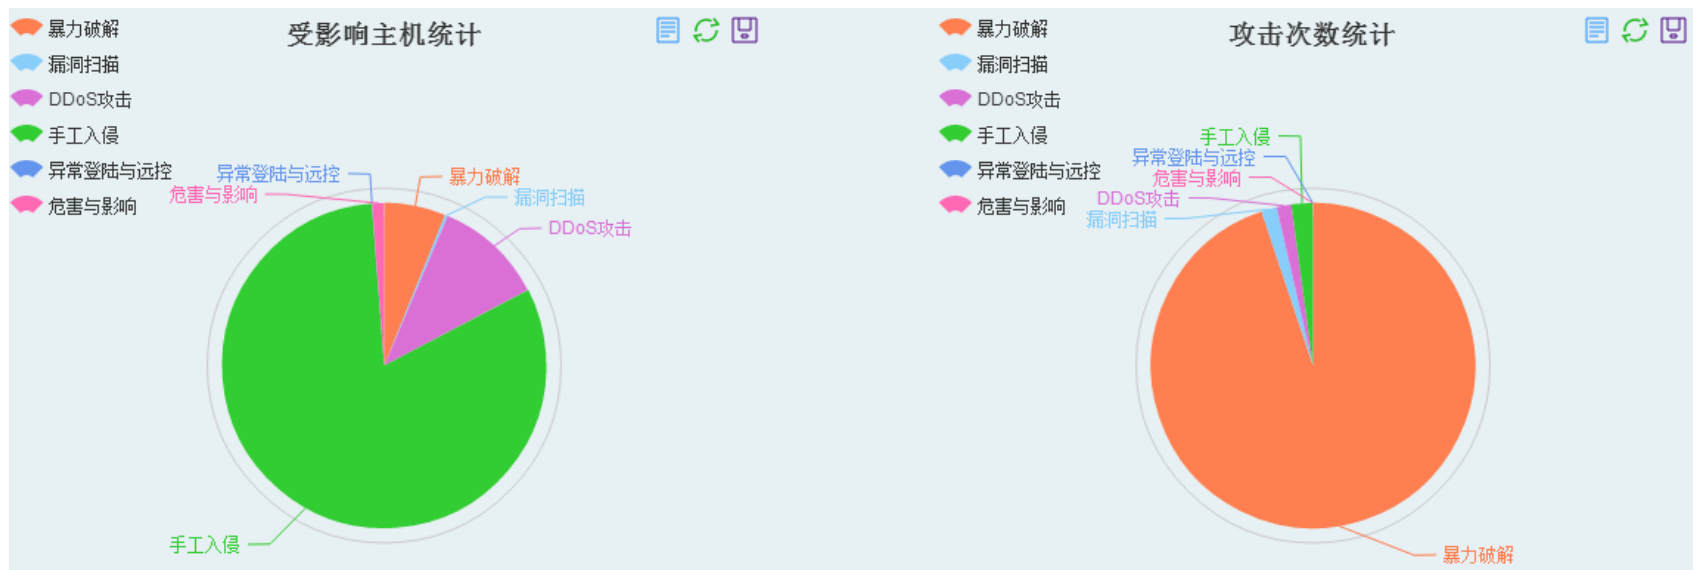 受影响主机统计
暴力破解
漏洞扫描
DDoS攻击
手工入侵
异常登陆与远控
危害与影响
异常登陆与远控
危害与影响
暴力破解
漏洞扫描
DDoS攻击
手工入侵
攻击次数统计
暴力破解
漏洞扫描
DDoS攻击
手工入侵
异常登陆与远控
危害与影响
手工入侵
异常登陆与远控
危害与影响
DDoS攻击
漏洞扫描
暴力破解